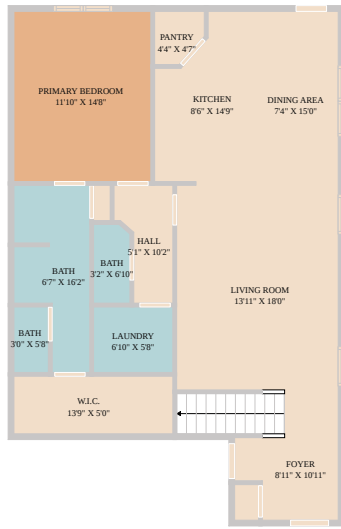 PANTRY
4'4" X 4'7"
PRIMARY BEDROOM
11'10" X 14'8"
KITCHEN
8'6" X 14'9"
DINING AREA
7'4" X 15'0"
HALL
5'1" X 10'2"
BATH
3'2" X 6'10"
BATH
6'7" X 16'2"
LIVING ROOM
13'11" X 18'0"
BATH
3'0" X 5'8"
LAUNDRY
6'10" X 5'8"
W.I.C.
13'9" X 5'0"
FOYER
8'11" X 10'11"